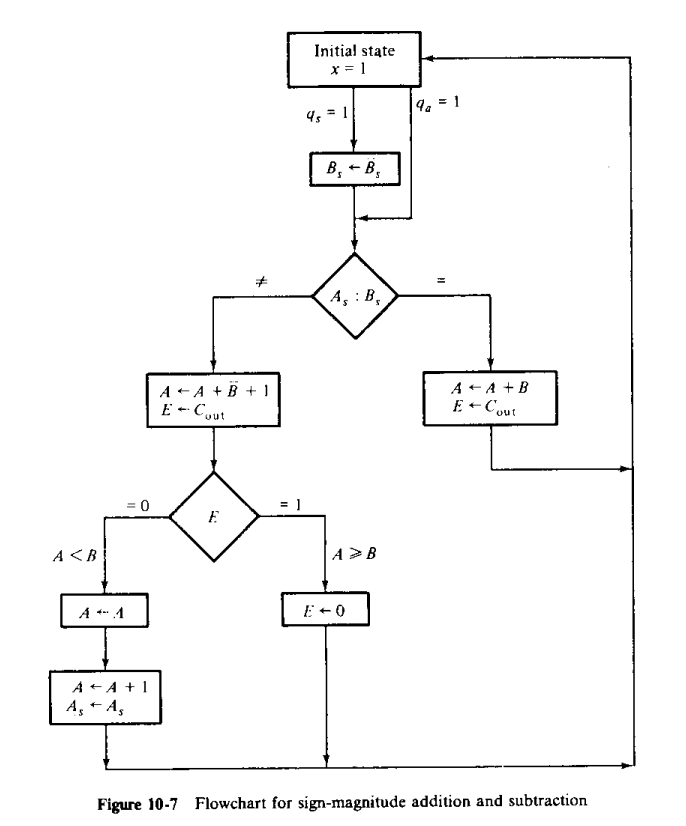 Initial state
x = 1
q_s = 1
q_a = 1
B_s ← B̄_s
≠
A_s : B_s
=
A ← A + B̄ + 1
E ← C_out
A ← A + B
E ← C_out
= 0
E
= 1
A < B
A ⩾ B
A ← A
E ← 0
A ← A + 1
A_s ← A_s
Figure 10-7 Flowchart for sign-magnitude addition and subtraction